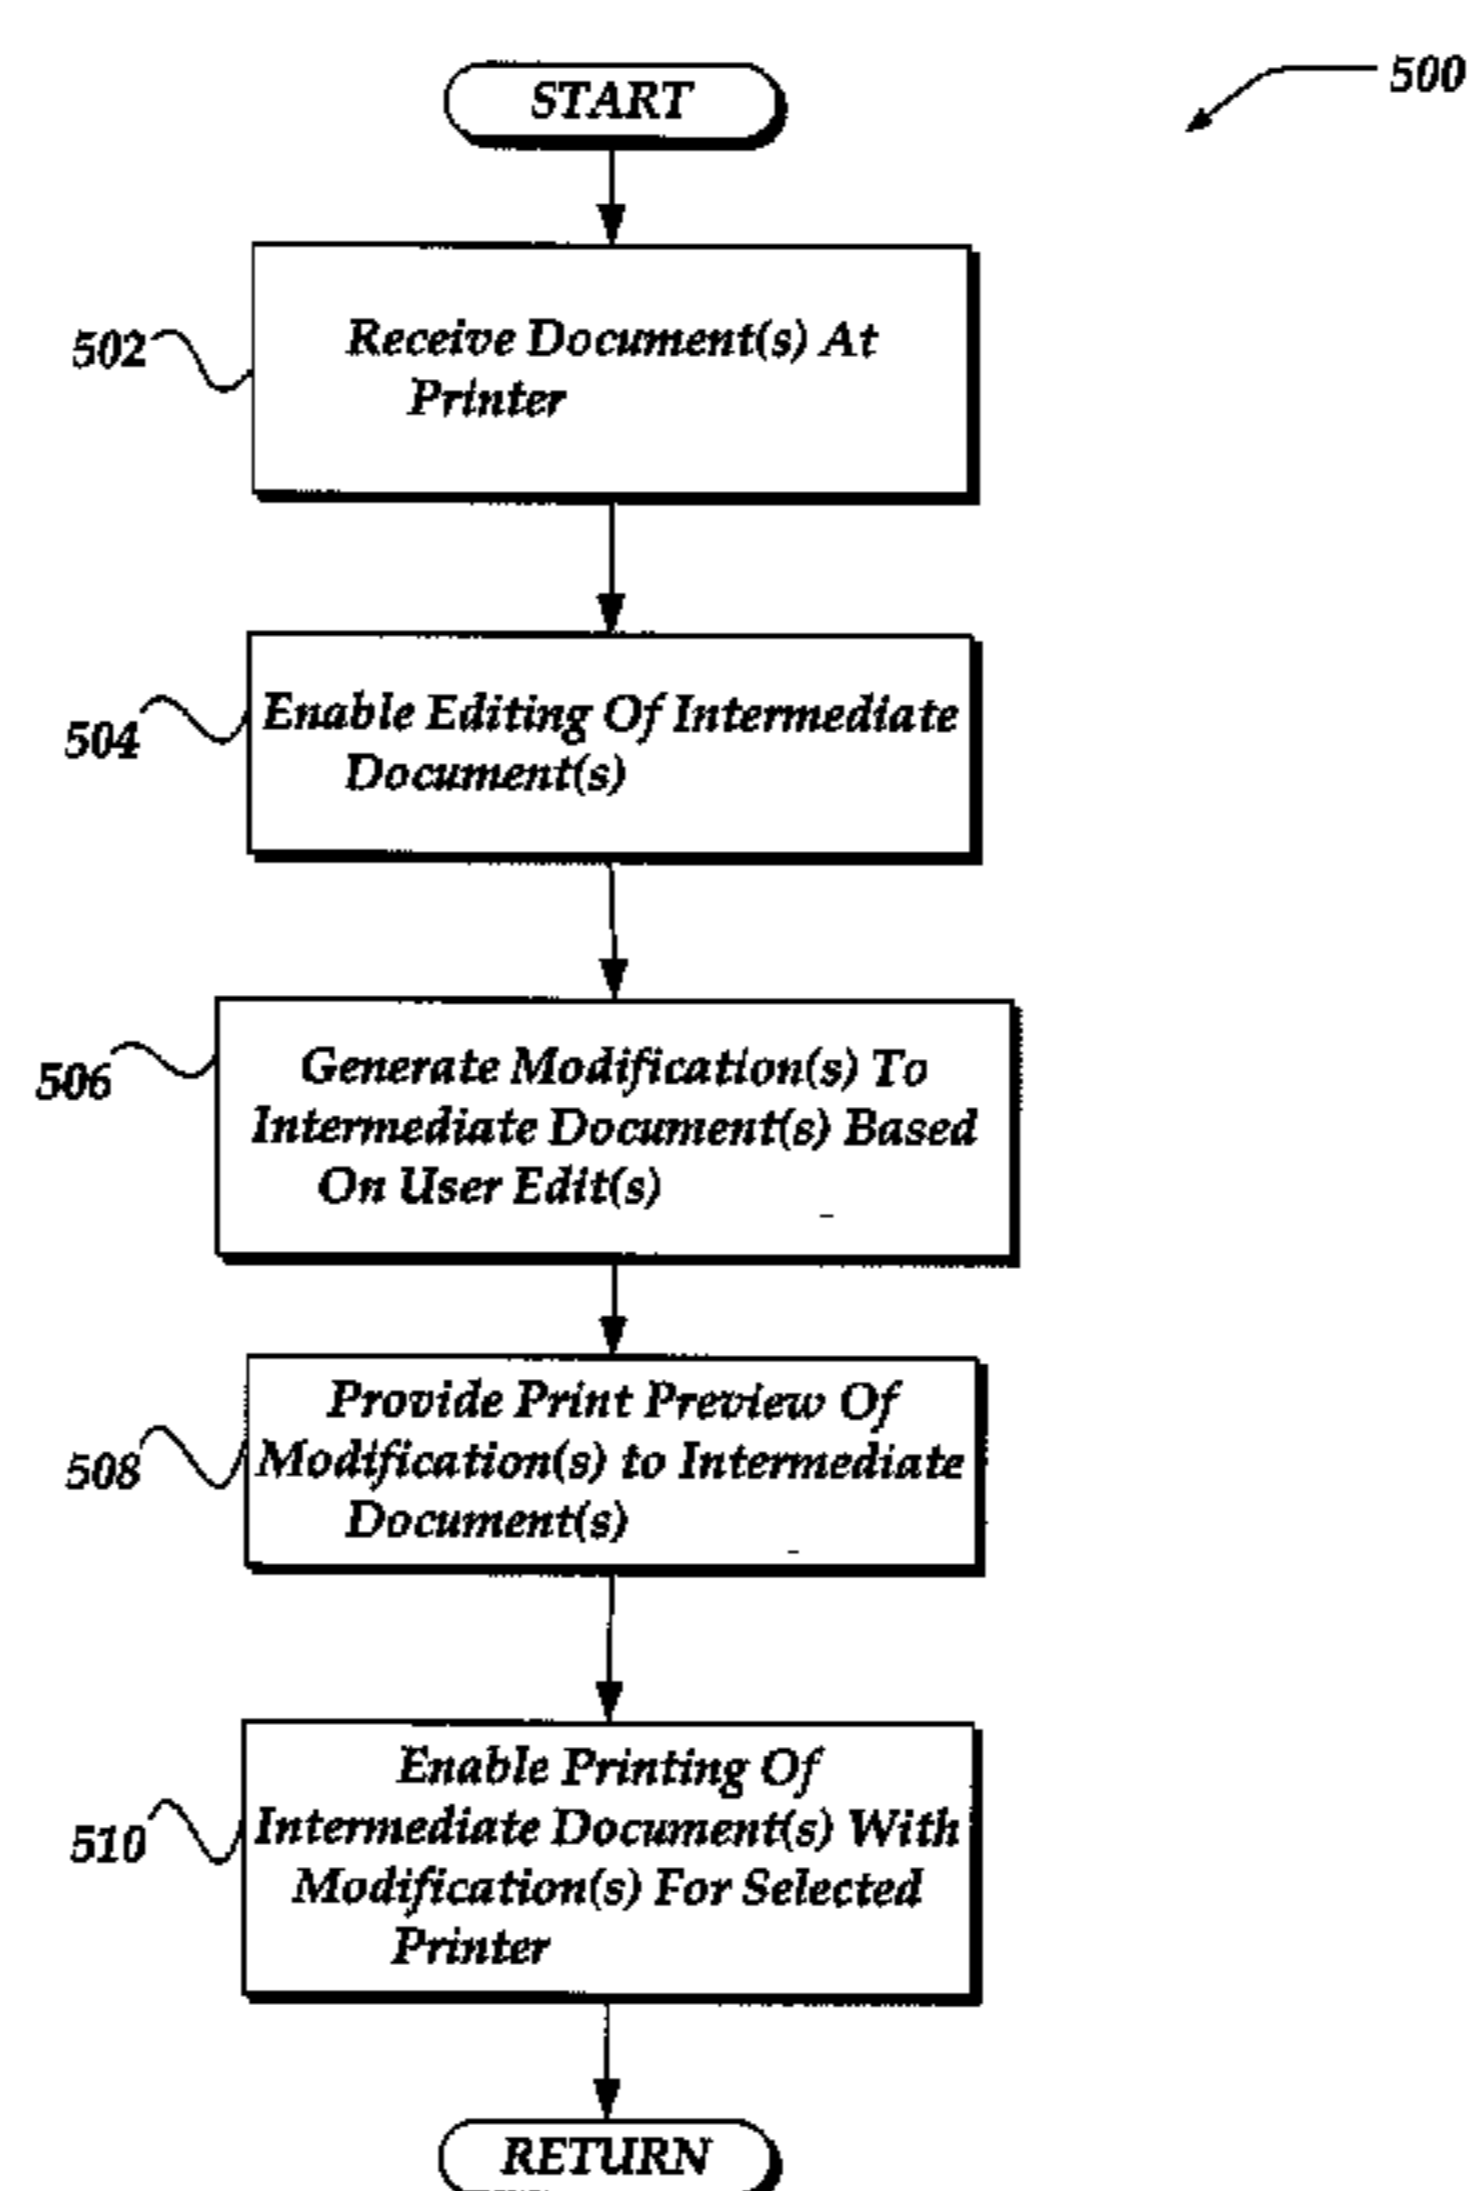 START
500
502
Receive Document(s) At
Printer
504
Enable Editing Of Intermediate
Document(s)
506
Generate Modification(s) To
Intermediate Document(s) Based
On User Edit(s)
508
Provide Print Preview Of
Modification(s) to Intermediate
Document(s)
510
Enable Printing Of
Intermediate Document(s) With
Modification(s) For Selected
Printer
RETURN